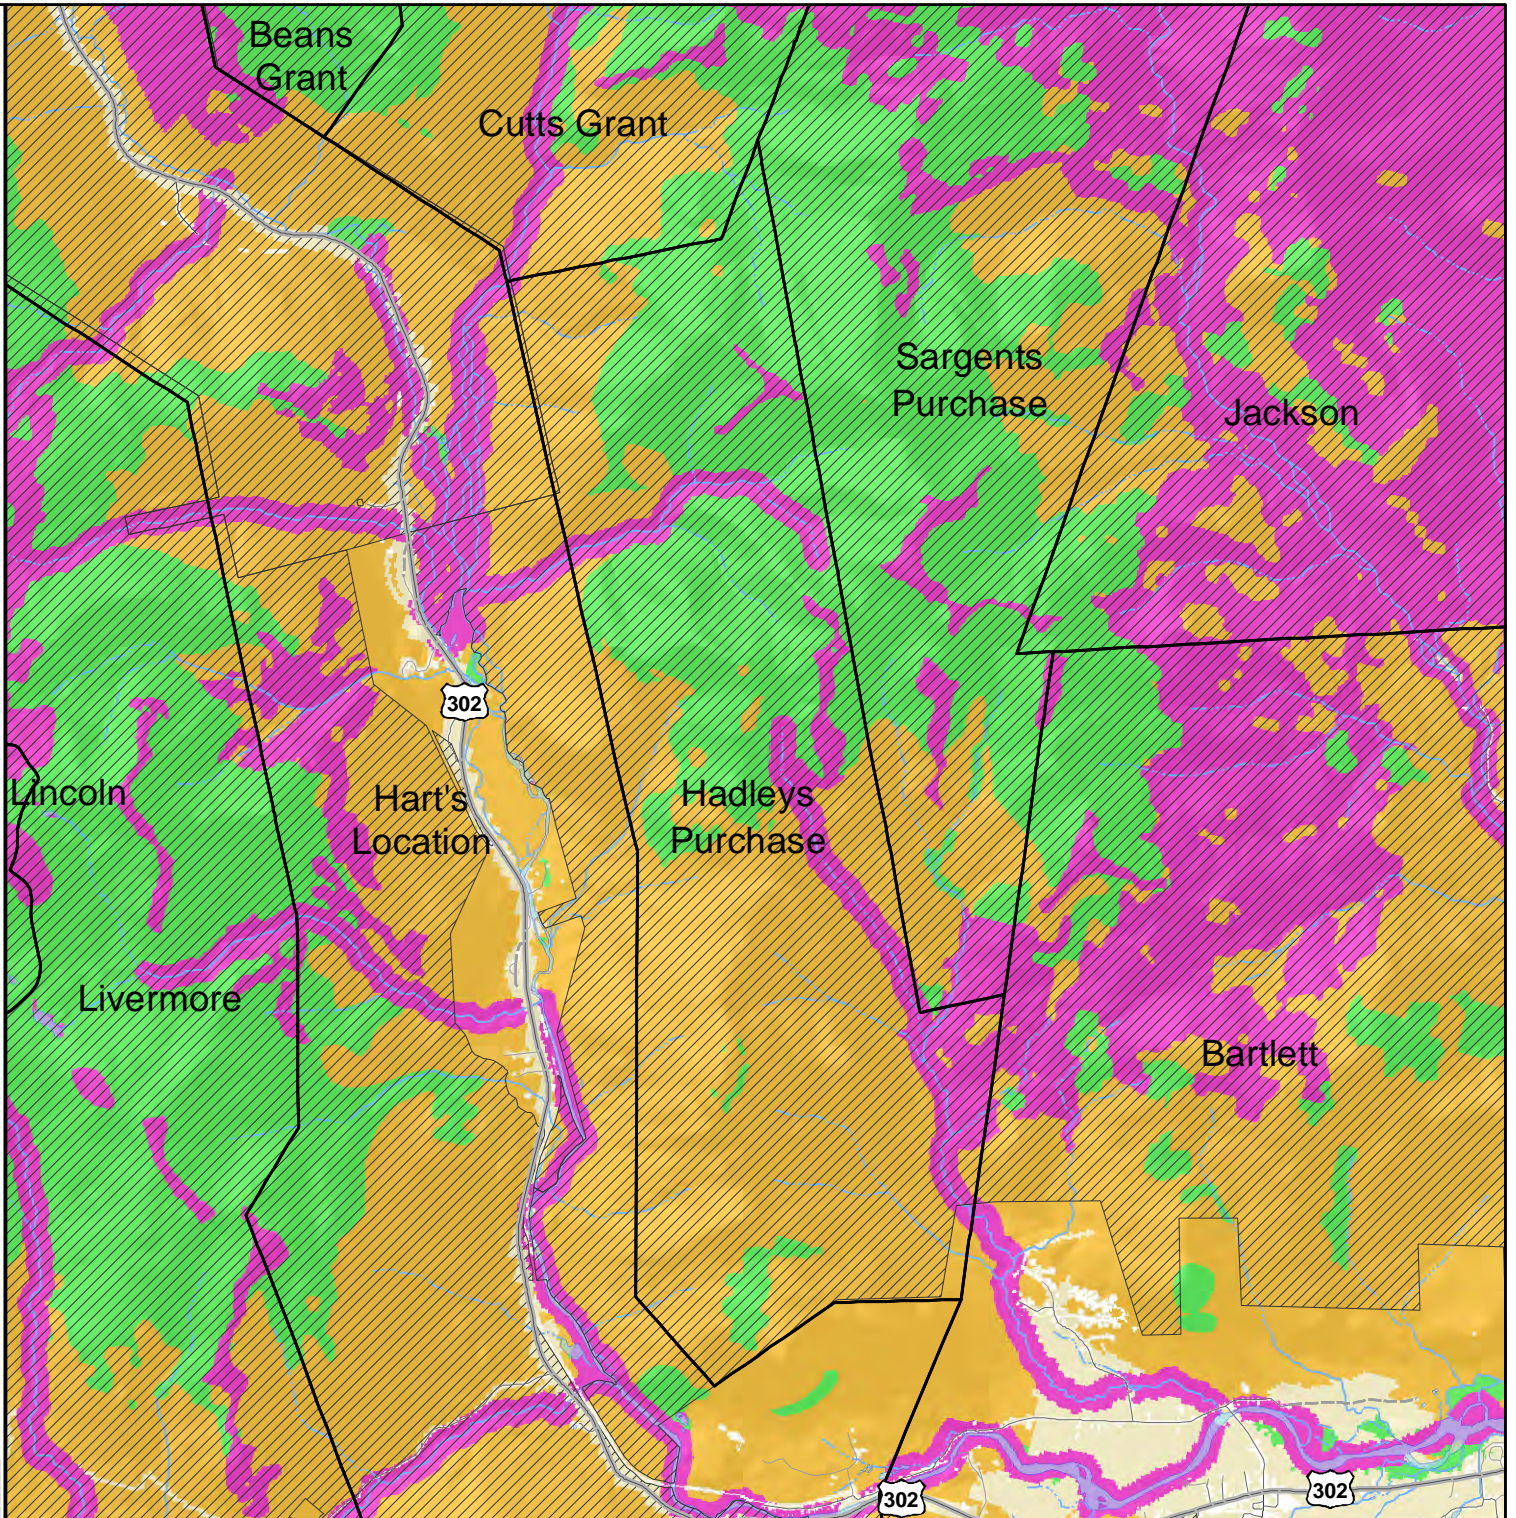 Beans
Grant
Cutts Grant
Sargents
Purchase
Jackson
302
Lincoln
Hart's
Location
Hadleys
Purchase
Livermore
Bartlett
302
302